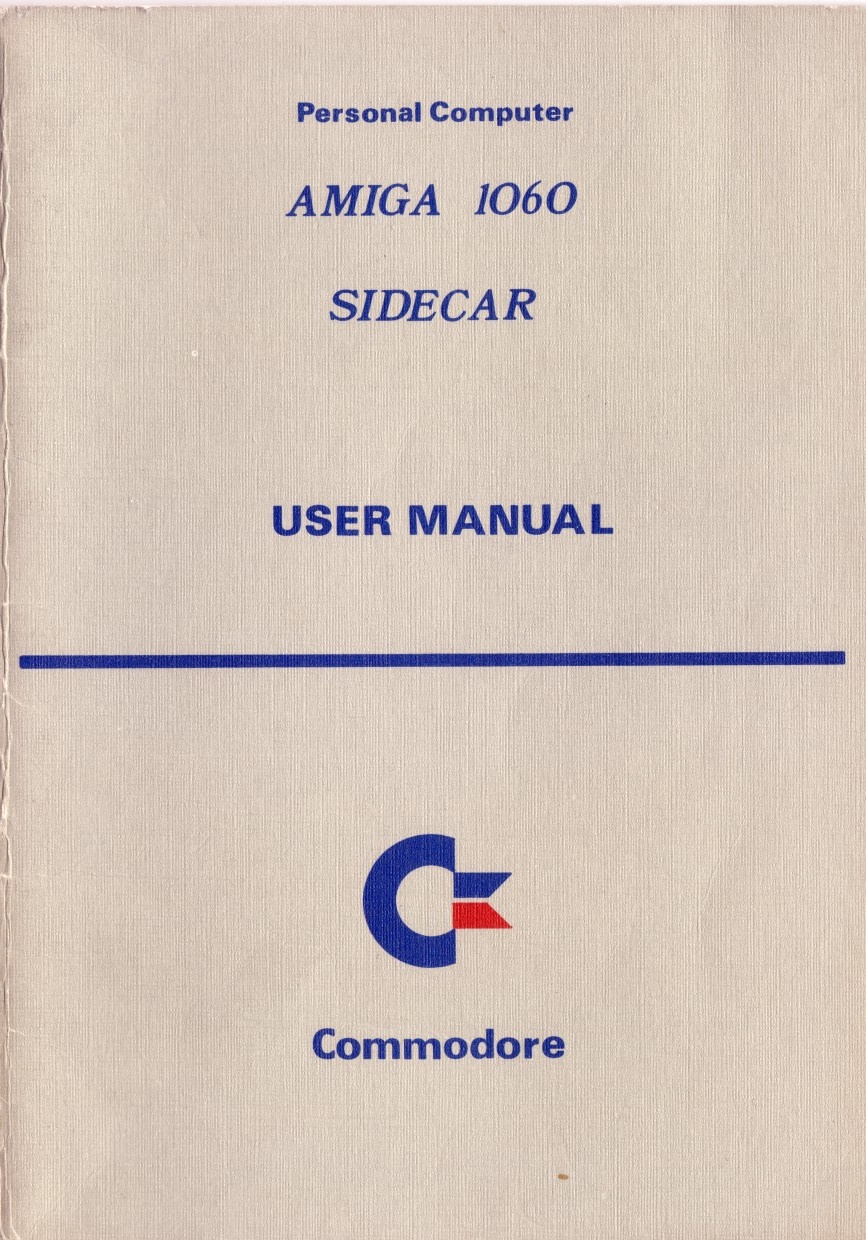 Personal Computer
AMIGA 1060
SIDECAR
USER MANUAL
Commodore